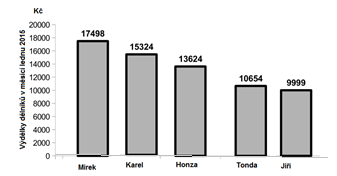 Kč
Výdělky dělníků v měsíci lednu 2015
20000
18000
16000
14000
12000
10000
8000
6000
4000
2000
0
17498
15324
13624
10654
9999
Mirek
Karel
Honza
Tonda
Jiří